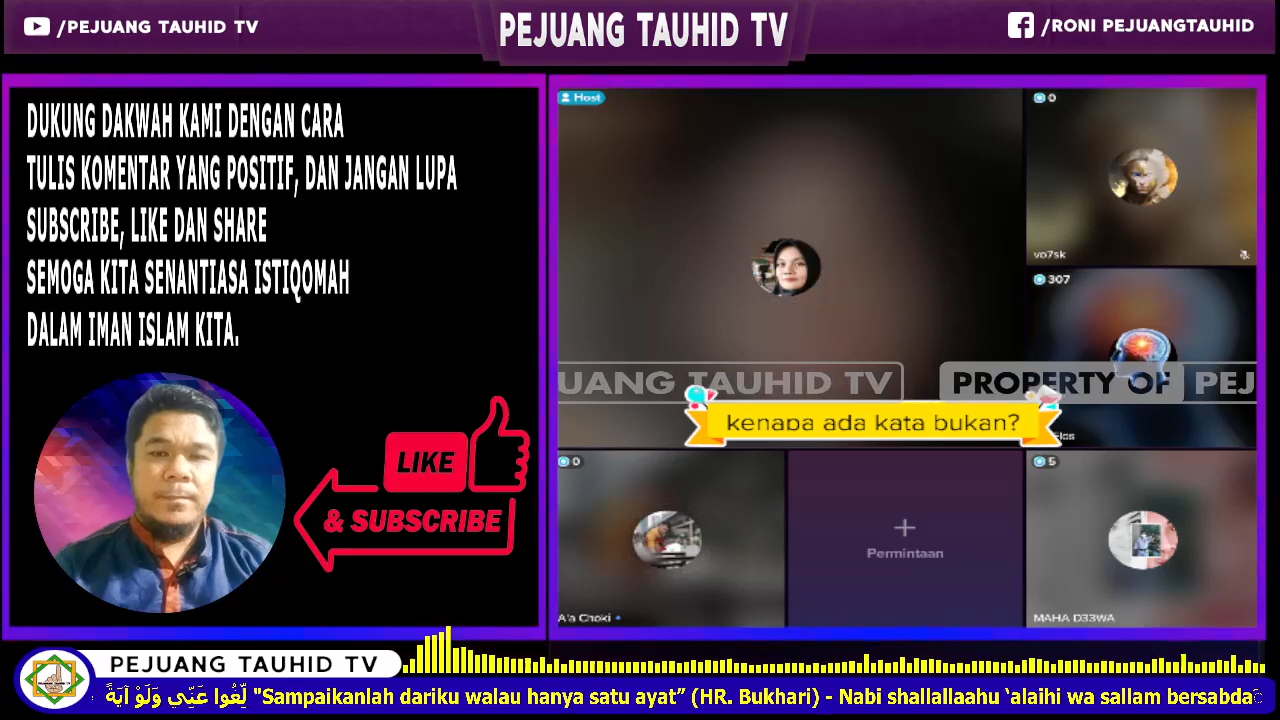 /PEJUANG TAUHID TV
PEJUANG TAUHID TV
/RONI PEJUANGTAUHID
DUKUNG DAKWAH KAMI DENGAN CARA
TULIS KOMENTAR YANG POSITIF, DAN JANGAN LUPA
SUBSCRIBE, LIKE DAN SHARE
SEMOGA KITA SENANTIASA ISTIQOMAH
DALAM IMAN ISLAM KITA.
LIKE
& SUBSCRIBE
Host
0
vo7sk
307
UANG TAUHID TV
PROPERTY OF PEJ
kenapa ada kata bukan?
0
A'a Choki
+
Permintaan
5
MAHA D33WA
PEJUANG TAUHID TV
لِّغُوا عَنِّي وَلَوْ آيَةً "Sampaikanlah dariku walau hanya satu ayat” (HR. Bukhari) - Nabi shallallaahu ‘alaihi wa sallam bersabda